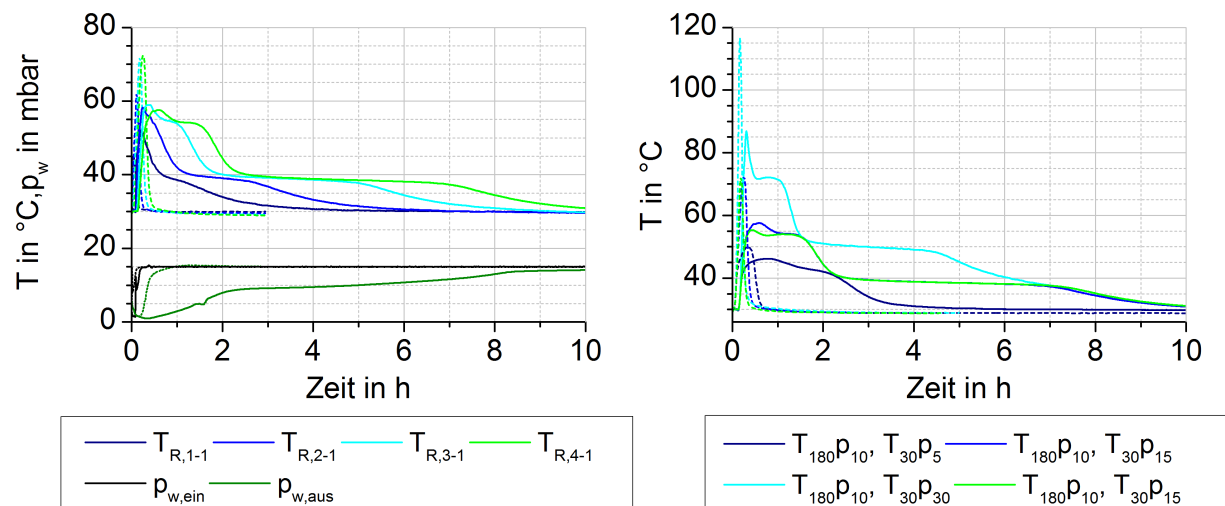 T in °C,p_w in mbar
80
60
40
20
0
0 2 4 6 8 10
Zeit in h
T_R,1-1 T_R,2-1 T_R,3-1 T_R,4-1
p_w,ein p_w,aus
T in °C
120
100
80
60
40
0 2 4 6 8 10
Zeit in h
T_180p_10, T_30p_5 T_180p_10, T_30p_15
T_180p_10, T_30p_30 T_180p_10, T_30p_15